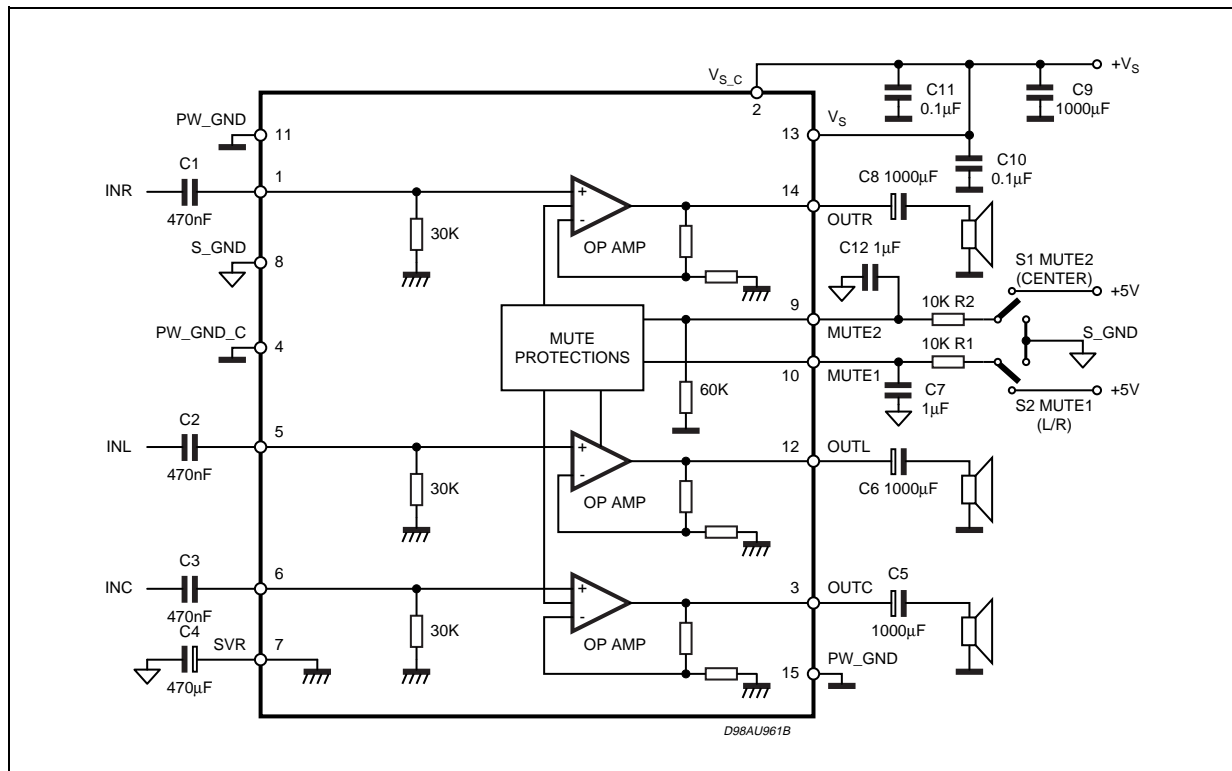 +VS
VS_C
C11
0.1µF
C9
1000µF
2
PW_GND
11
13
VS
C10
0.1µF
C1
INR
470nF
1
30K
+
-
OP AMP
14
OUTR
C8 1000µF
S_GND
8
C12 1µF
S1 MUTE2
(CENTER)
+5V
9
MUTE2
10K R2
MUTE
PROTECTIONS
S_GND
PW_GND_C
4
10
MUTE1
10K R1
60K
C7
1µF
+5V
S2 MUTE1
(L/R)
C2
INL
470nF
5
30K
+
-
OP AMP
12
OUTL
C6 1000µF
C3
INC
470nF
6
30K
+
-
OP AMP
3
OUTC
C5
1000µF
C4
470µF
SVR
7
15
PW_GND
D98AU961B